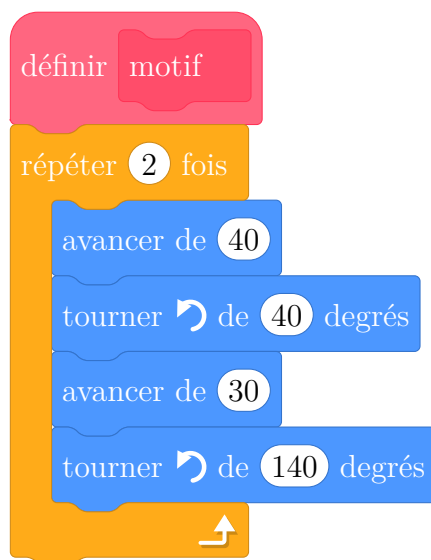 définir motif
répéter 2 fois
avancer de 40
tourner de 40 degrés
avancer de 30
tourner de 140 degrés